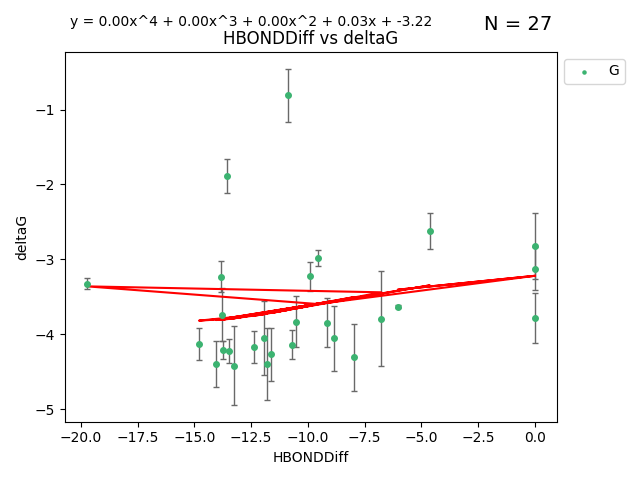 y = 0.00x^4 + 0.00x^3 + 0.00x^2 + 0.03x + -3.22
N = 27
HBONDDiff vs deltaG
G
−1
−2
−3
−4
−5
deltaG
−20.0 −17.5 −15.0 −12.5 −10.0 −7.5 −5.0 −2.5 0.0
HBONDDiff